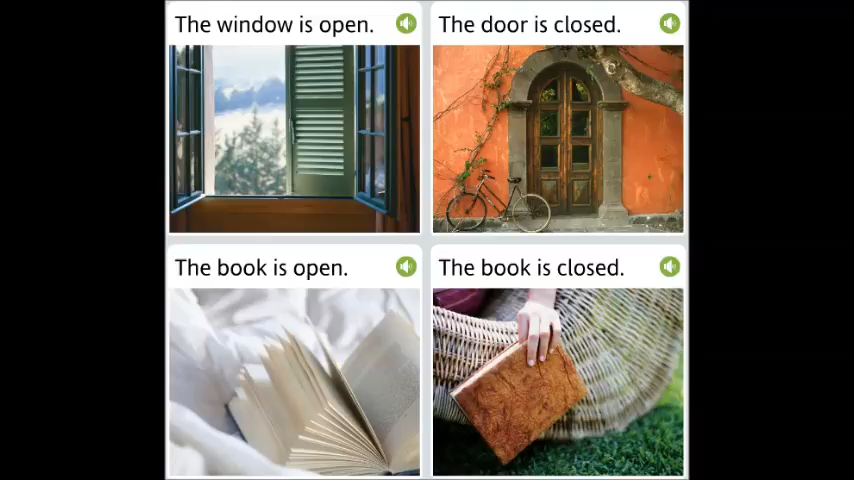 The window is open.
The door is closed.
The book is open.
The book is closed.